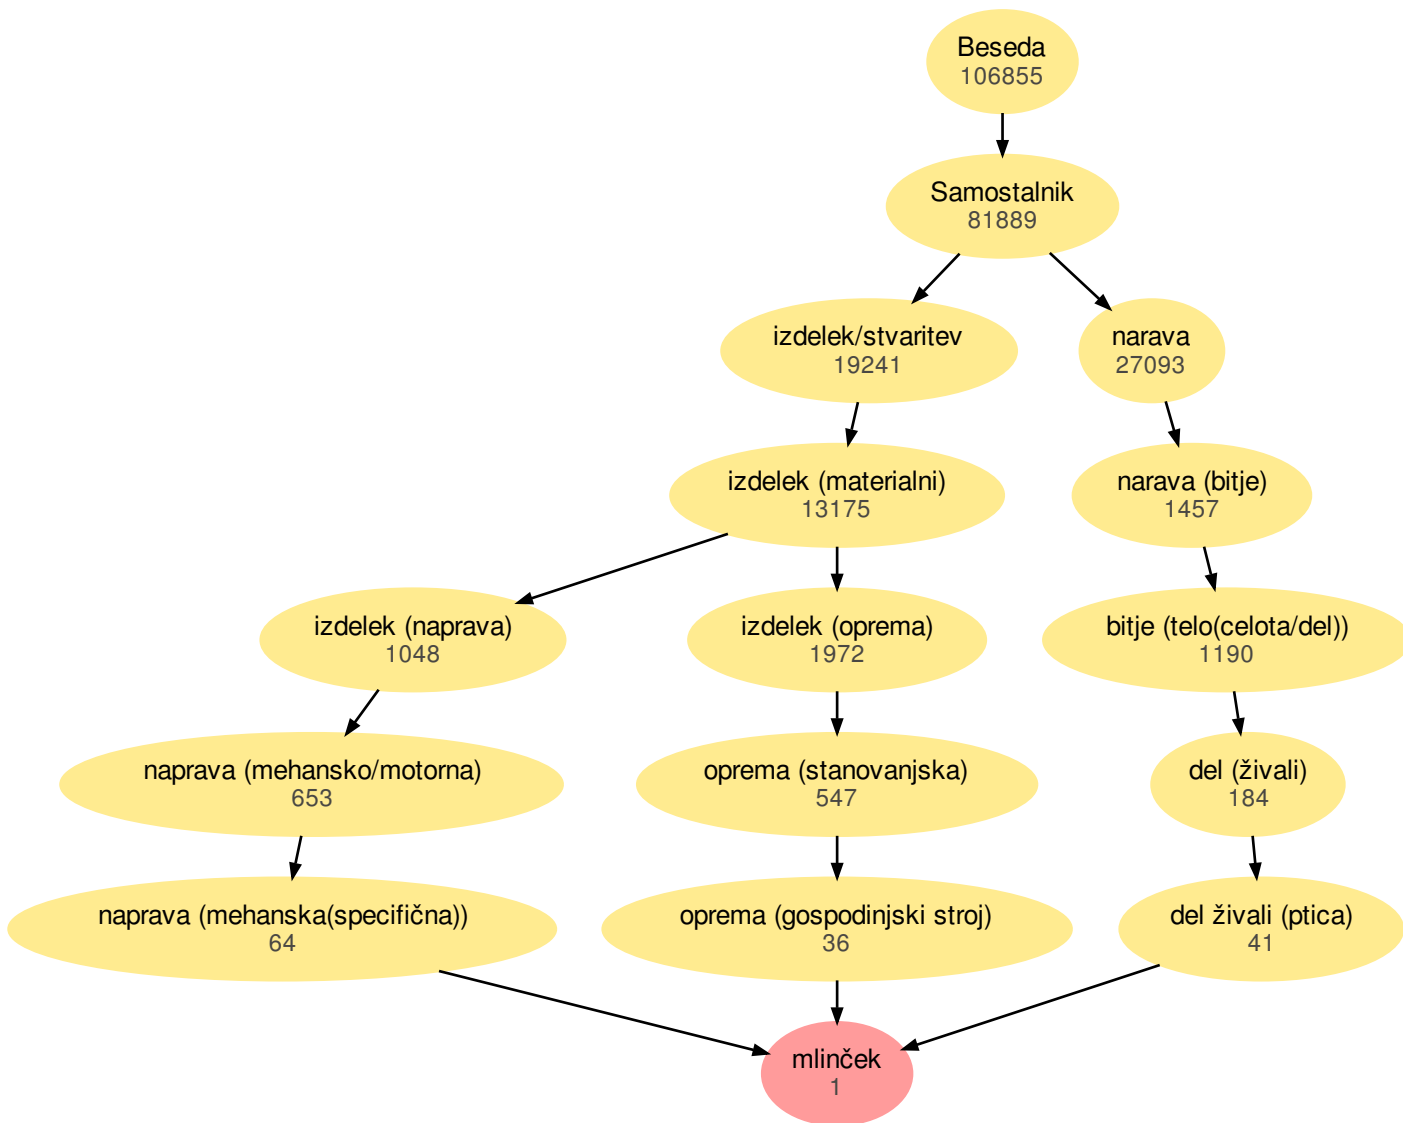 Beseda
106855
Samostalnik
81889
izdelek/stvaritev
19241
narava
27093
izdelek (materialni)
13175
narava (bitje)
1457
izdelek (naprava)
1048
izdelek (oprema)
1972
bitje (telo(celota/del))
1190
naprava (mehansko/motorna)
653
oprema (stanovanjska)
547
del (živali)
184
naprava (mehanska(specifična))
64
oprema (gospodinjski stroj)
36
del živali (ptica)
41
mlinček
1